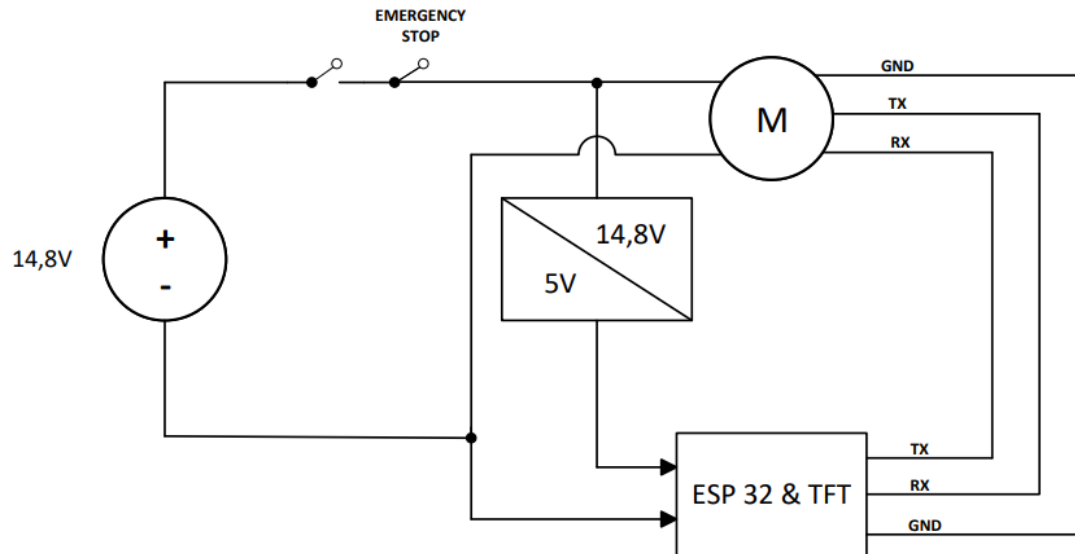 EMERGENCY
STOP
GND
TX
M
RX
14,8V
+
-
14,8V
5V
TX
ESP 32 & TFT
RX
GND